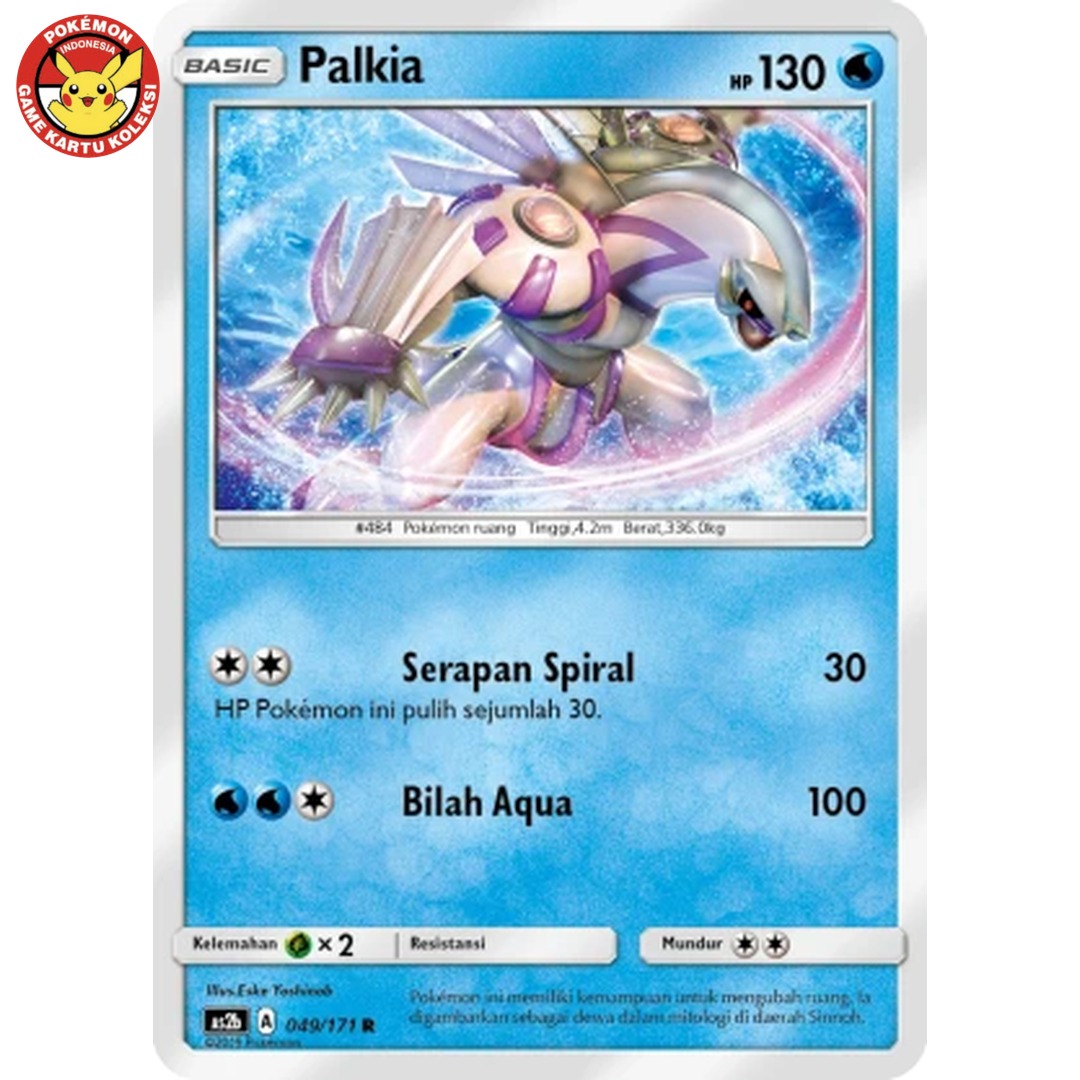 POKÉMON
INDONESIA
GAME KARTU KOLEKSI
BASIC Palkia HP 130
#484 Pokémon ruang Tinggi,4.2m Berat,336.0kg
Serapan Spiral 30
HP Pokémon ini pulih sejumlah 30.
Bilah Aqua 100
Kelemahan ×2 Resistansi Mundur
Illus.Eske Yoshinob
Pokémon ini memiliki kemampuan untuk mengubah ruang. Ia
digambarkan sebagai dewa dalam mitologi di daerah Sinnoh.
as2b A 049/171 R
©2019 Pokémon